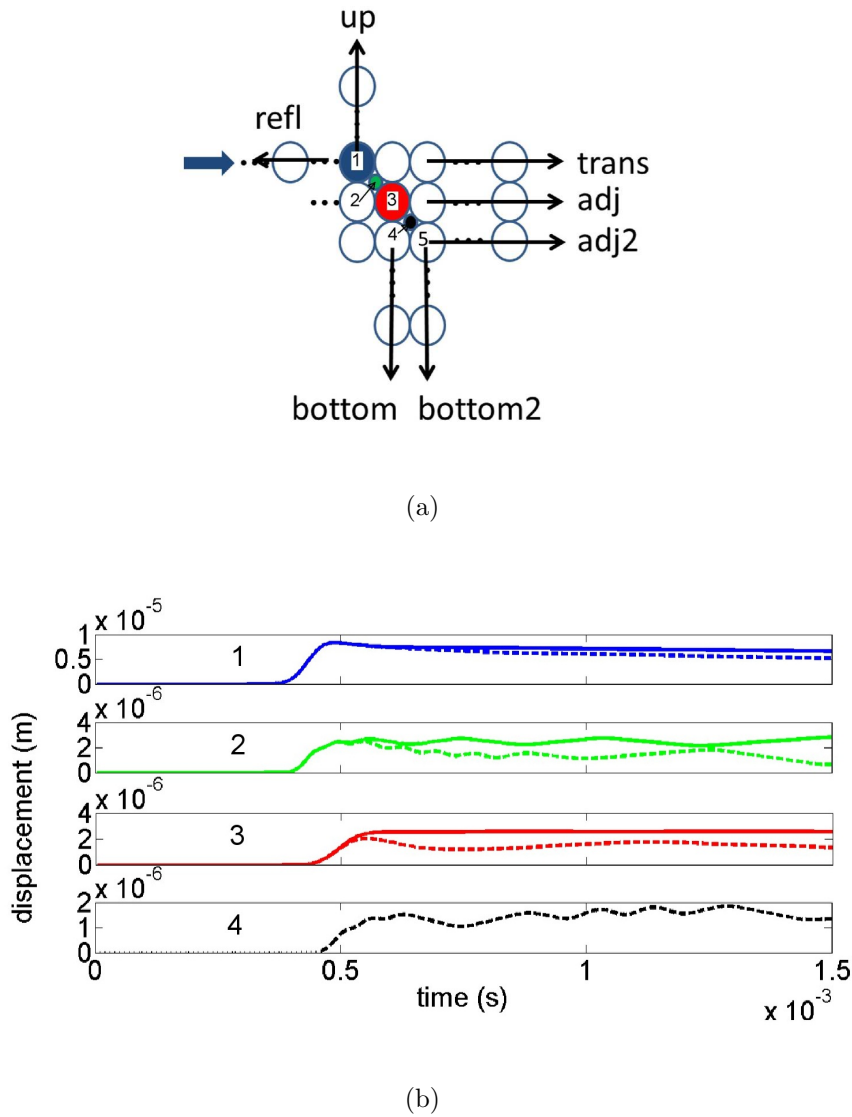 up
refl
1
trans
2
3
adj
4
5
adj2
bottom
bottom2
(a)
x 10^-5
1
0.5
0
1
x 10^-6
4
2
0
2
x 10^-6
4
2
0
3
x 10^-6
2
1
0
4
displacement (m)
0
0.5
1
1.5
time (s)
x 10^-3
(b)